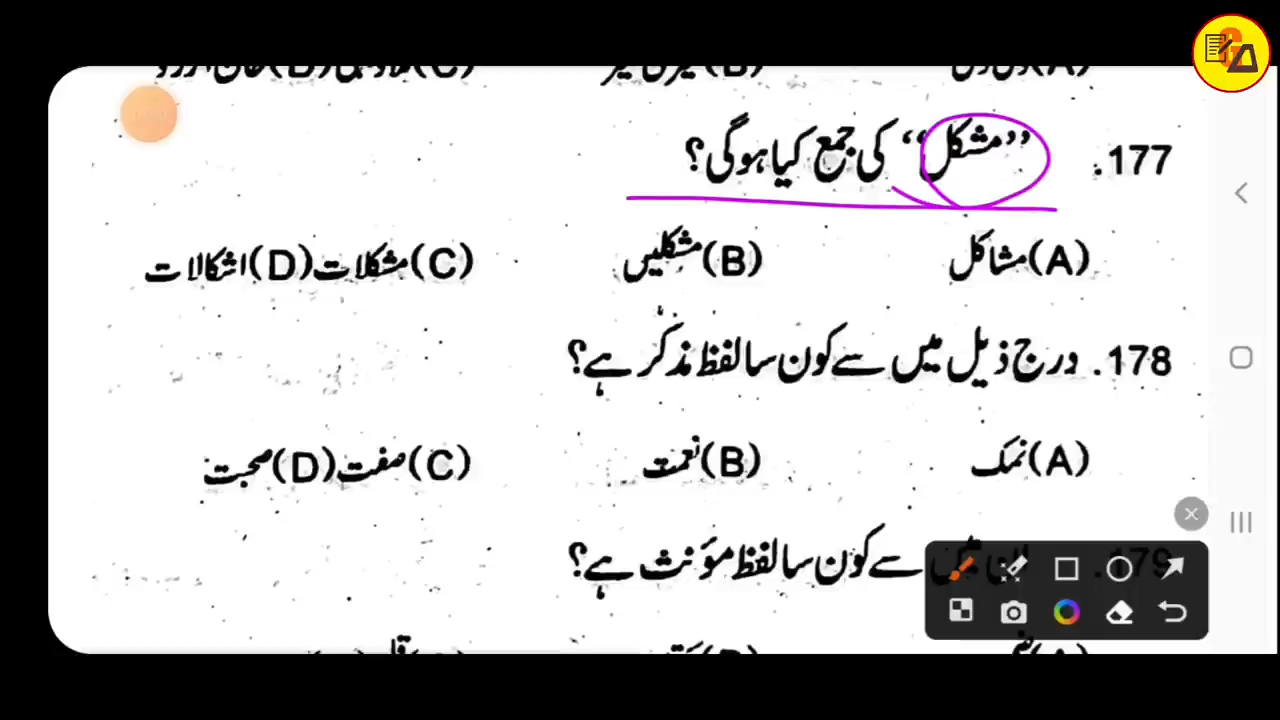 177. ”مشکل“ کی جمع کیا ہوگی؟
(A) مشاکل (B) مشکلیں (C) مشکلات (D) اشکالات
178. درج ذیل میں سے کون سا لفظ مذکر ہے؟
(A) نمک (B) نعمت (C) صفت (D) صحبت
179. میں سے کون سا لفظ مؤنث ہے؟